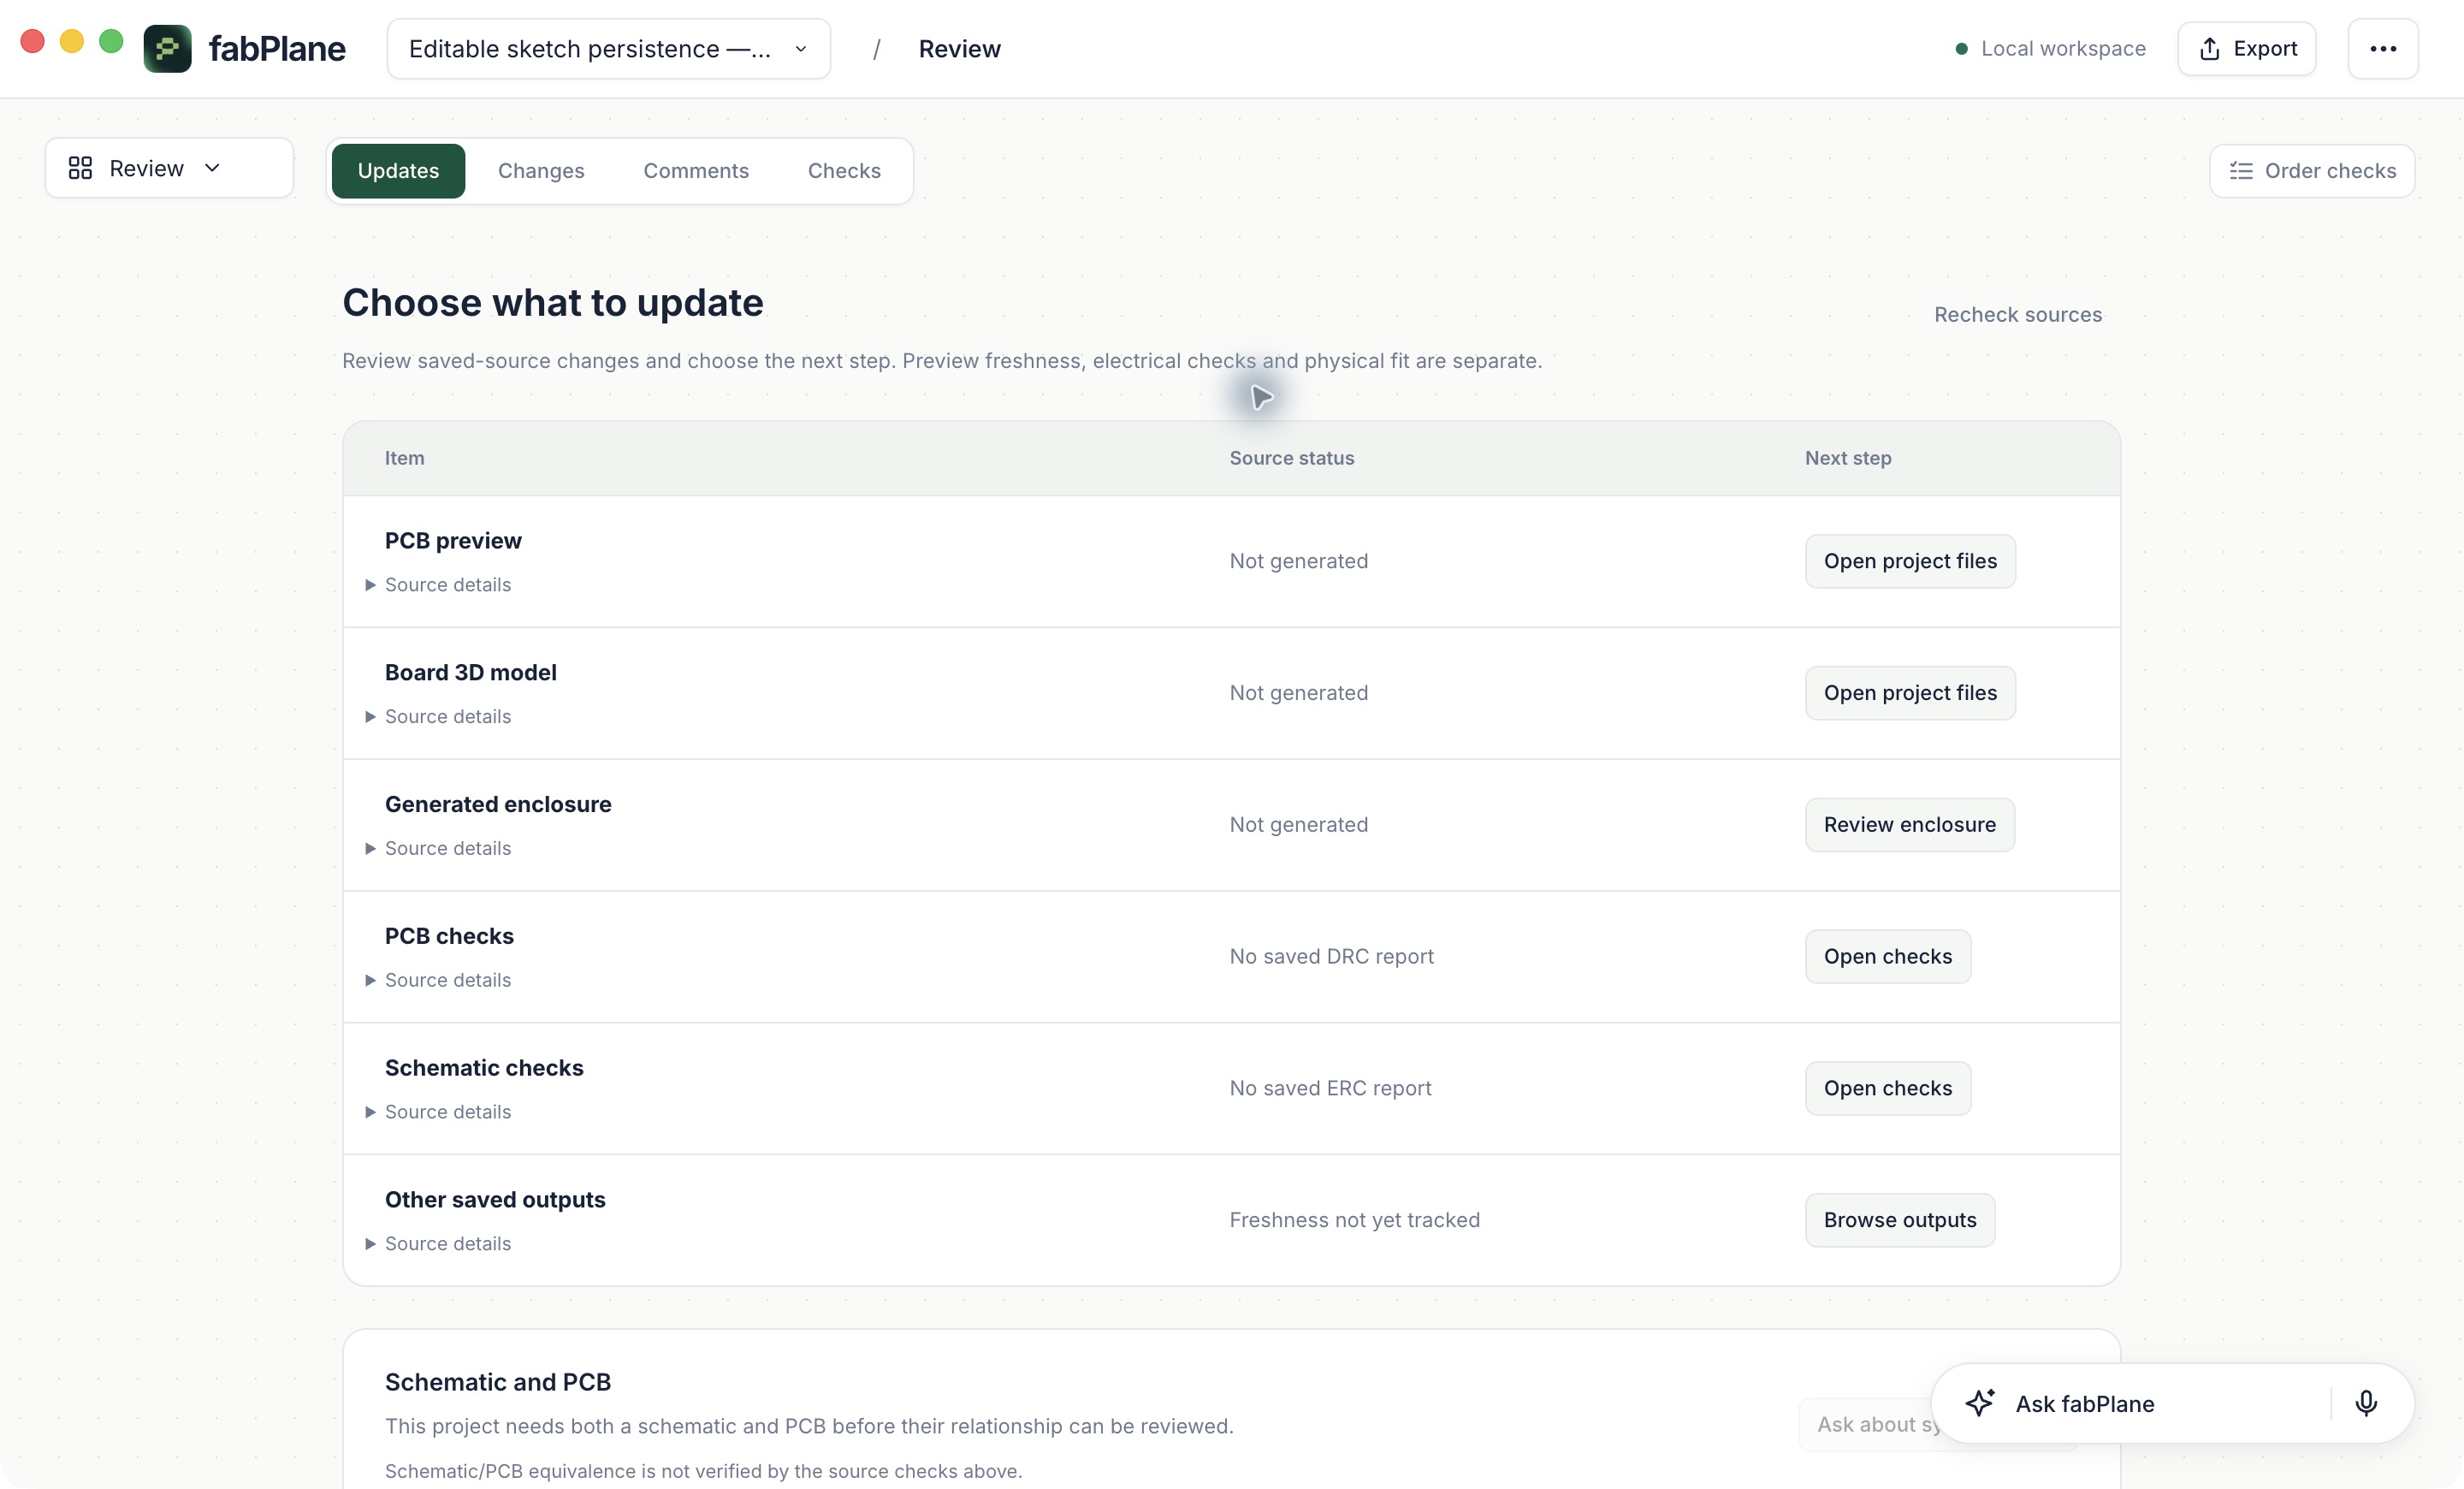 fabPlane
Editable sketch persistence —...
/
Review
Local workspace
Export
Review
Updates
Changes
Comments
Checks
Order checks
Choose what to update
Recheck sources
Review saved-source changes and choose the next step. Preview freshness, electrical checks and physical fit are separate.
Item
Source status
Next step
PCB preview
Source details
Not generated
Open project files
Board 3D model
Source details
Not generated
Open project files
Generated enclosure
Source details
Not generated
Review enclosure
PCB checks
Source details
No saved DRC report
Open checks
Schematic checks
Source details
No saved ERC report
Open checks
Other saved outputs
Source details
Freshness not yet tracked
Browse outputs
Schematic and PCB
This project needs both a schematic and PCB before their relationship can be reviewed.
Schematic/PCB equivalence is not verified by the source checks above.
Ask about
Ask fabPlane